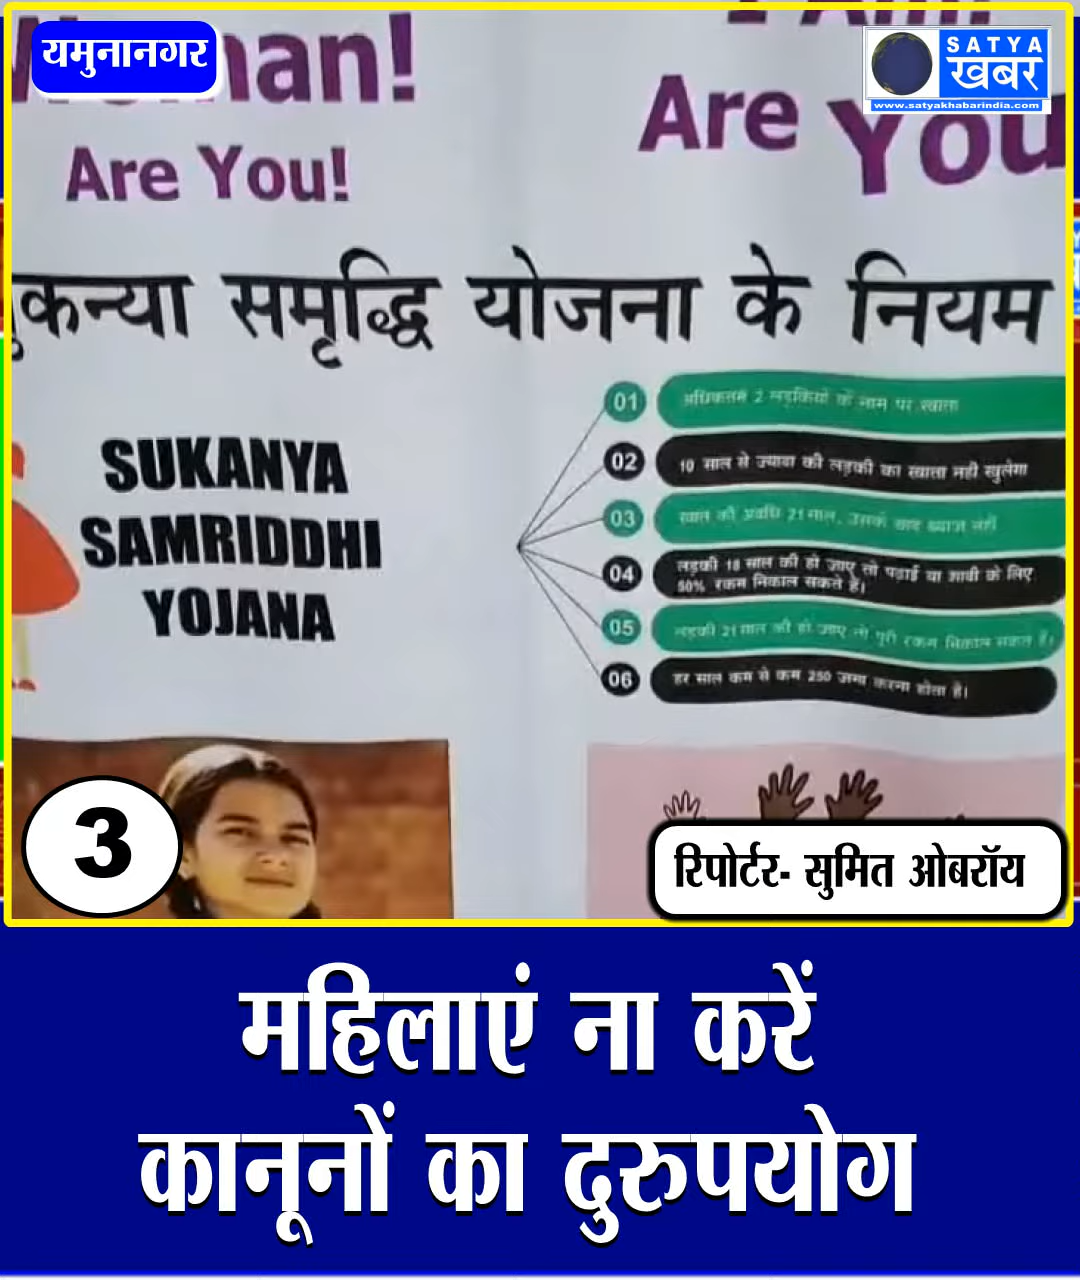 यमुनानगर
SATYA
खबर
www.satyakhabarindia.com
Woman!
Are You!
I Am!
Are You
ुकन्या समृद्धि योजना के नियम
SUKANYA
SAMRIDDHI
YOJANA
01 अधिकतम 2 लड़कियों के नाम पर खाता
02 10 साल से ज्यादा की लड़की का खाता नहीं खुलेगा
03 खाते की अवधि 21 साल, उसके बाद ब्याज नहीं
04 लड़की 18 साल की हो जाए तो पढ़ाई या शादी के लिए
50% रकम निकाल सकते हैं।
05 लड़की 21 साल की हो जाए तो पूरी रकम निकाल सकते हैं।
06 हर साल कम से कम 250 जमा करना होता है।
3
रिपोर्टर- सुमित ओबरॉय
महिलाएं ना करें
कानूनों का दुरुपयोग